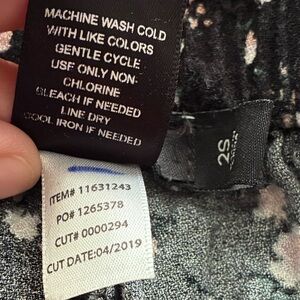 MACHINE WASH COLD
WITH LIKE COLORS
GENTLE CYCLE
USE ONLY NON-
CHLORINE
BLEACH IF NEEDED
LINE DRY
COOL IRON IF NEEDED
2S
ITEM# 11631243
PO# 1265378
CUT# 0000294
CUT DATE:04/2019